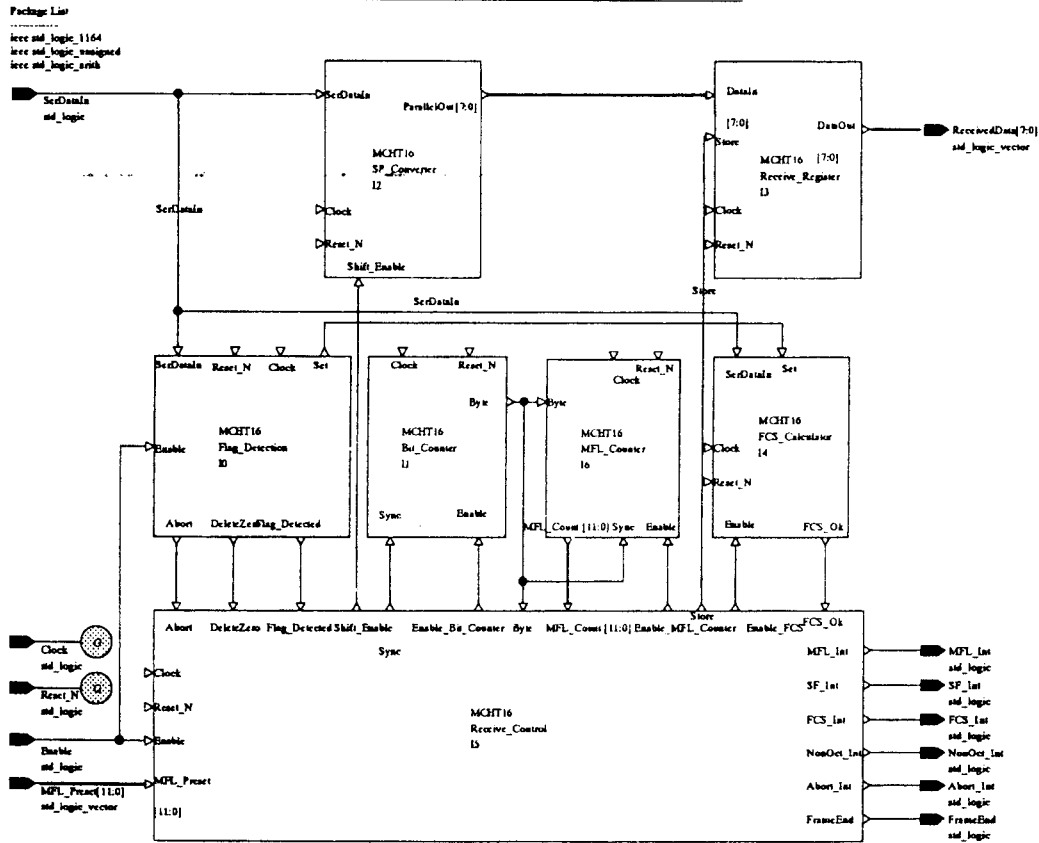 Package List
ieee std_logic_1164
ieee std_logic_unsigned
ieee std_logic_arith
SerDataIn
std_logic
SerDataIn
ParallelOut[7:0]
MCHT16
SP_Converter
I2
Clock
Reset_N
Shift_Enable
DataIn
[7:0]
Store
DataOut
[7:0]
MCHT16
Receive_Register
I3
Clock
Reset_N
ReceivedData[7:0]
std_logic_vector
SerDataIn
SerDataIn
Store
SerDataIn
Reset_N
Clock
Set
Enable
MCHT16
Flag_Detection
I0
Abort
DeleteZero
Flag_Detected
Clock
Reset_N
Byte
MCHT16
Bit_Counter
I1
Sync
Enable
Clock
Reset_N
Byte
MCHT16
MFL_Counter
I6
MFL_Count[11:0]
Sync
Enable
SerDataIn
Set
MCHT16
FCS_Calculator
I4
Clock
Reset_N
Enable
FCS_Ok
Abort
DeleteZero
Flag_Detected
Shift_Enable
Sync
Enable_Bit_Counter
Byte
MFL_Count[11:0]
Enable_MFL_Counter
Store
Enable_FCS
FCS_Ok
Clock
std_logic
G
Reset_N
std_logic
G
Enable
std_logic
MFL_Preset[11:0]
std_logic_vector
Clock
Reset_N
Enable
MFL_Preset
[11:0]
MCHT16
Receive_Control
I5
MFL_Int
SF_Int
FCS_Int
NonOct_Int
Abort_Int
FrameEnd
MFL_Int
std_logic
SF_Int
std_logic
FCS_Int
std_logic
NonOct_Int
std_logic
Abort_Int
std_logic
FrameEnd
std_logic